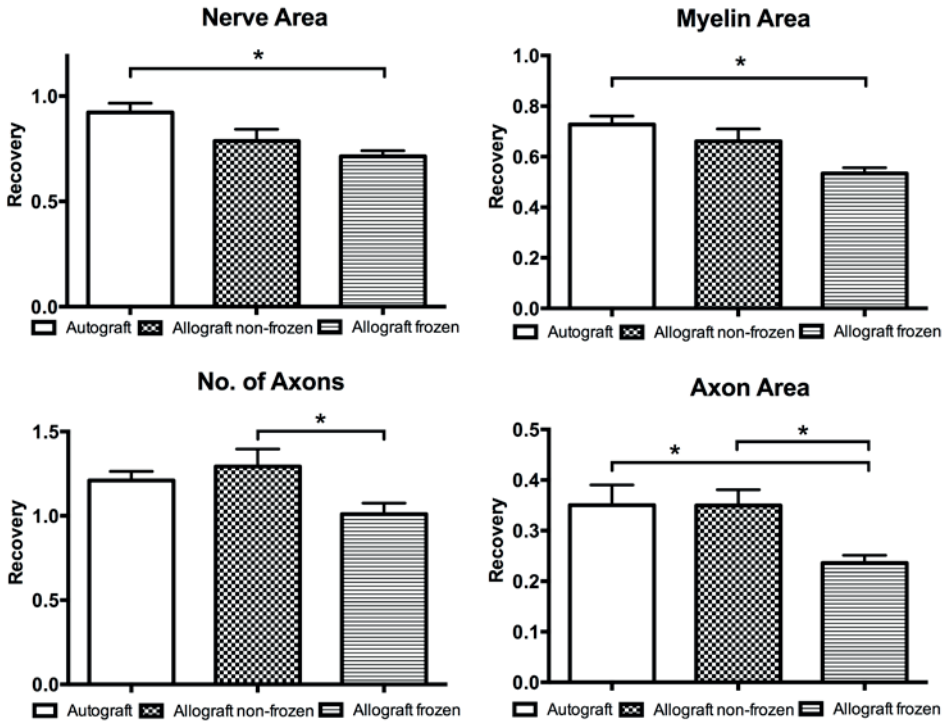 Nerve Area
*
1.0
0.5
0.0
Recovery
Autograft Allograft non-frozen Allograft frozen
Myelin Area
*
1.0
0.8
0.6
0.4
0.2
0.0
Recovery
Autograft Allograft non-frozen Allograft frozen
No. of Axons
*
1.5
1.0
0.5
0.0
Recovery
Autograft Allograft non-frozen Allograft frozen
Axon Area
*
*
0.5
0.4
0.3
0.2
0.1
0.0
Recovery
Autograft Allograft non-frozen Allograft frozen